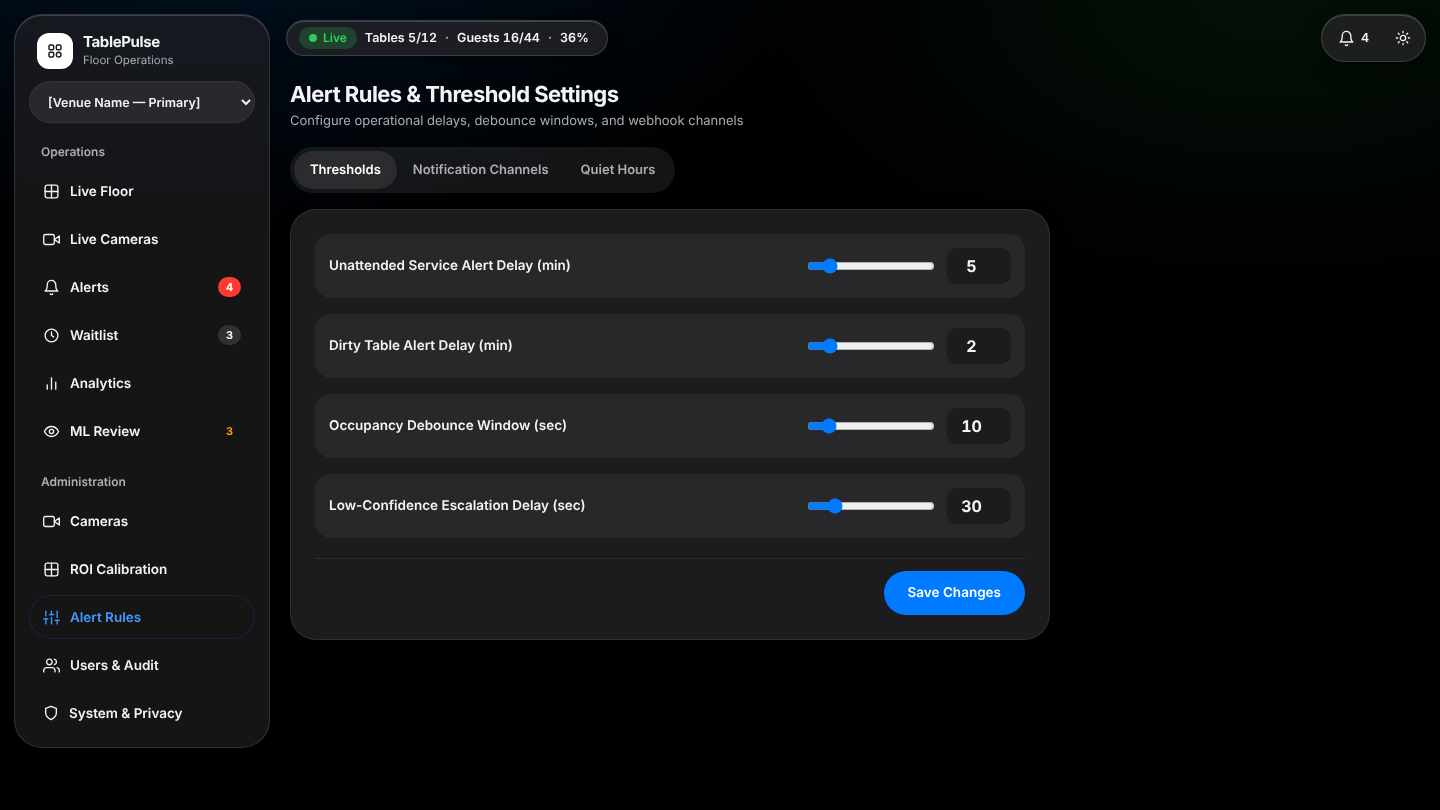 TablePulse
Floor Operations
[Venue Name — Primary]
Operations
Live Floor
Live Cameras
Alerts 4
Waitlist 3
Analytics
ML Review 3
Administration
Cameras
ROI Calibration
Alert Rules
Users & Audit
System & Privacy
Live Tables 5/12 · Guests 16/44 · 36%
4
Alert Rules & Threshold Settings
Configure operational delays, debounce windows, and webhook channels
Thresholds Notification Channels Quiet Hours
Unattended Service Alert Delay (min) 5
Dirty Table Alert Delay (min) 2
Occupancy Debounce Window (sec) 10
Low-Confidence Escalation Delay (sec) 30
Save Changes